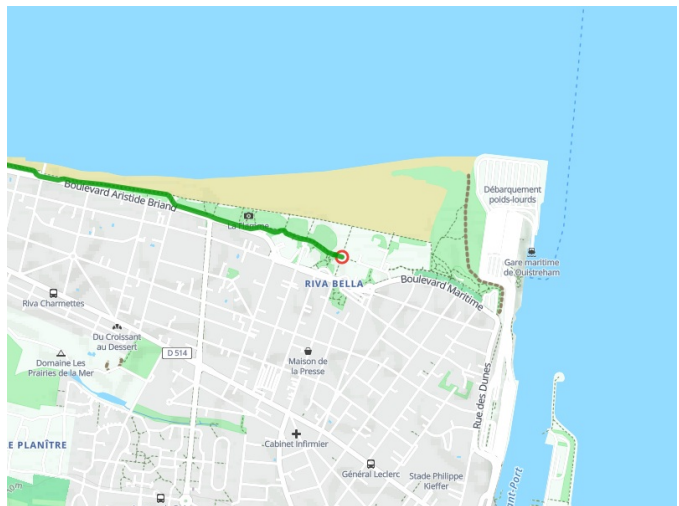 Débarquement
poids-lourds
Boulevard Aristide Briand
Gare maritime
de Ouistreham
RIVA BELLA
Boulevard Maritime
Riva Charmettes
Du Croissant
au Dessert
D 514
Maison de
la Presse
Domaine Les
Prairies de la Mer
Rue des Dunes
E PLANÎTRE
Cabinet Infirmier
Général Leclerc
Stade Philippe
Kieffer
ant-Port